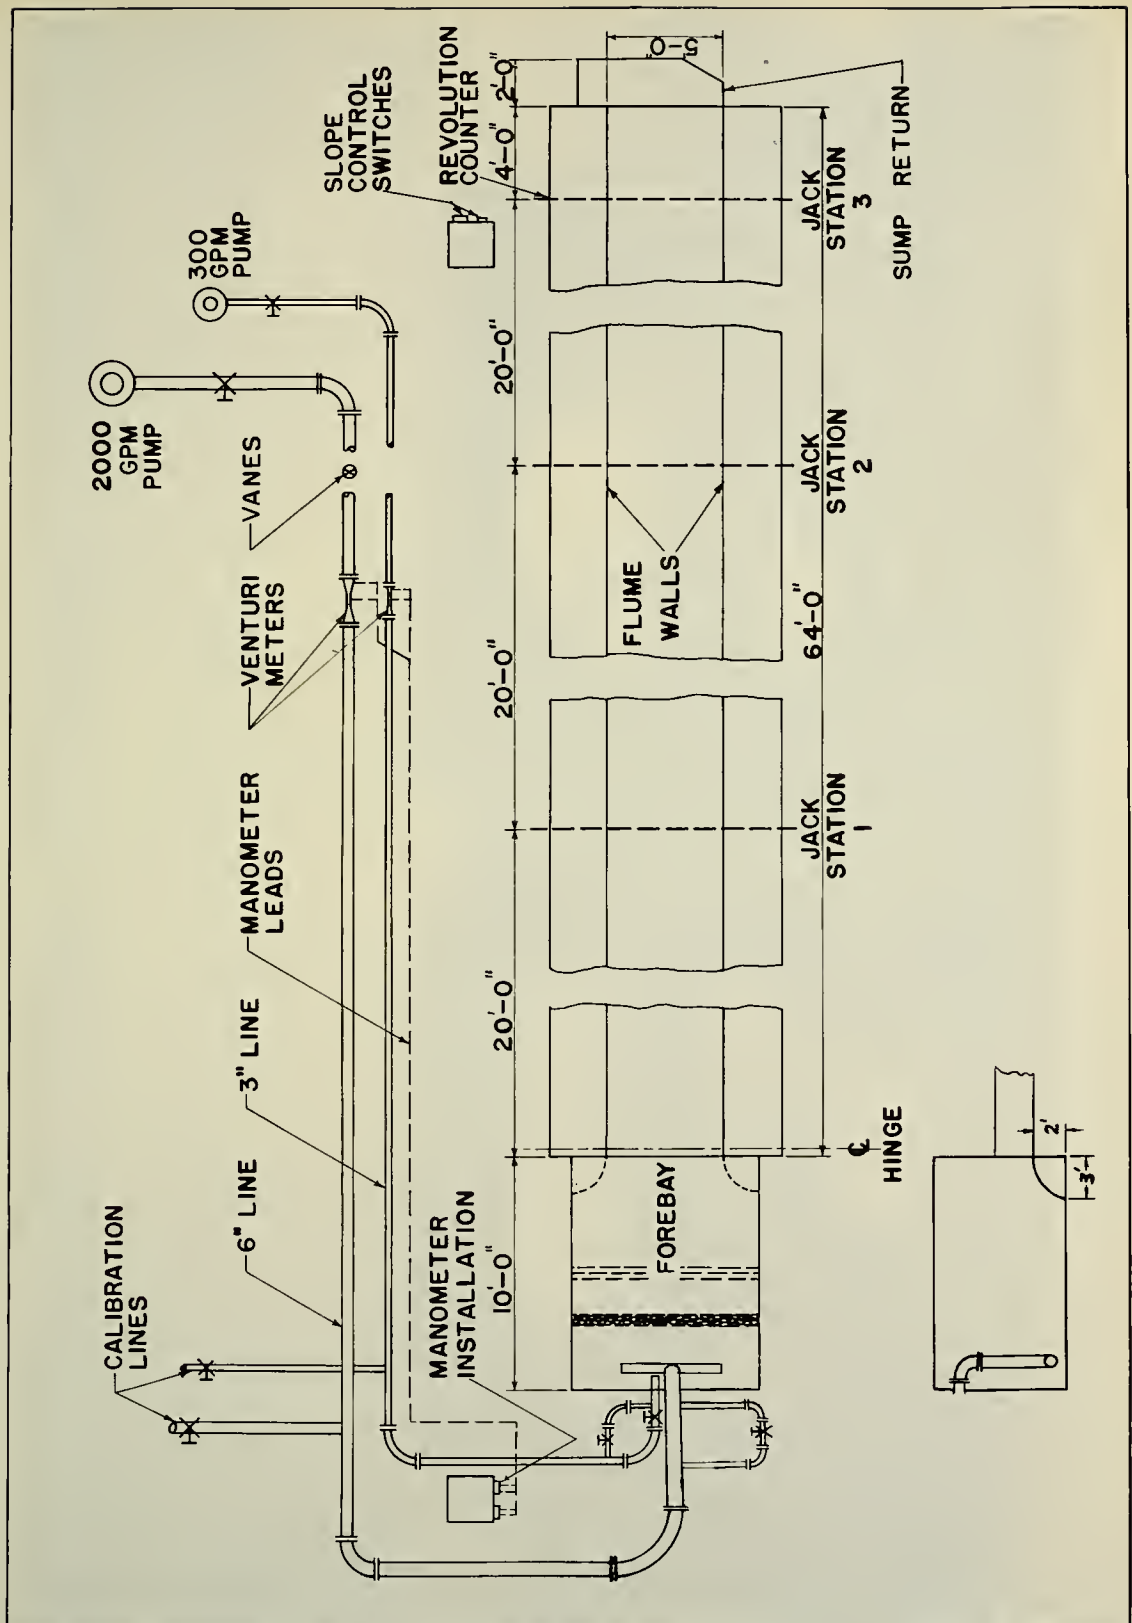 CALIBRATION
LINES
6" LINE
3" LINE
MANOMETER
LEADS
VENTURI
METERS
VANES
2000
GPM
PUMP
300
GPM
PUMP
SLOPE
CONTROL
SWITCHES
REVOLUTION
COUNTER
MANOMETER
INSTALLATION
10'-0"
20'-0"
20'-0"
20'-0"
4'-0"
2'-0"
5'-0"
FOREBAY
FLUME
WALLS
JACK
STATION
1
JACK
STATION
2
JACK
STATION
3
64'-0"
SUMP RETURN
℄
HINGE
2'
3'